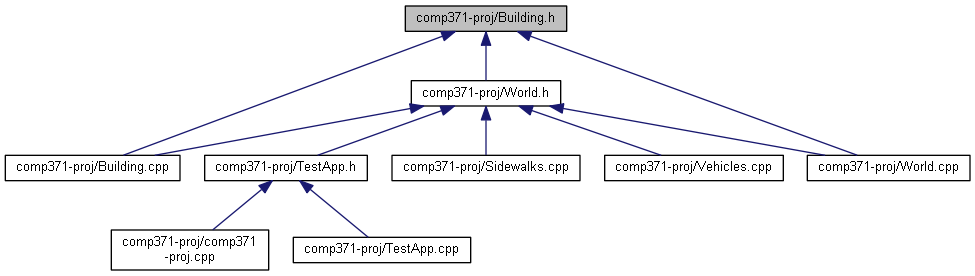 comp371-proj/Building.h
comp371-proj/World.h
comp371-proj/Building.cpp
comp371-proj/TestApp.h
comp371-proj/Sidewalks.cpp
comp371-proj/Vehicles.cpp
comp371-proj/World.cpp
comp371-proj/comp371
-proj.cpp
comp371-proj/TestApp.cpp